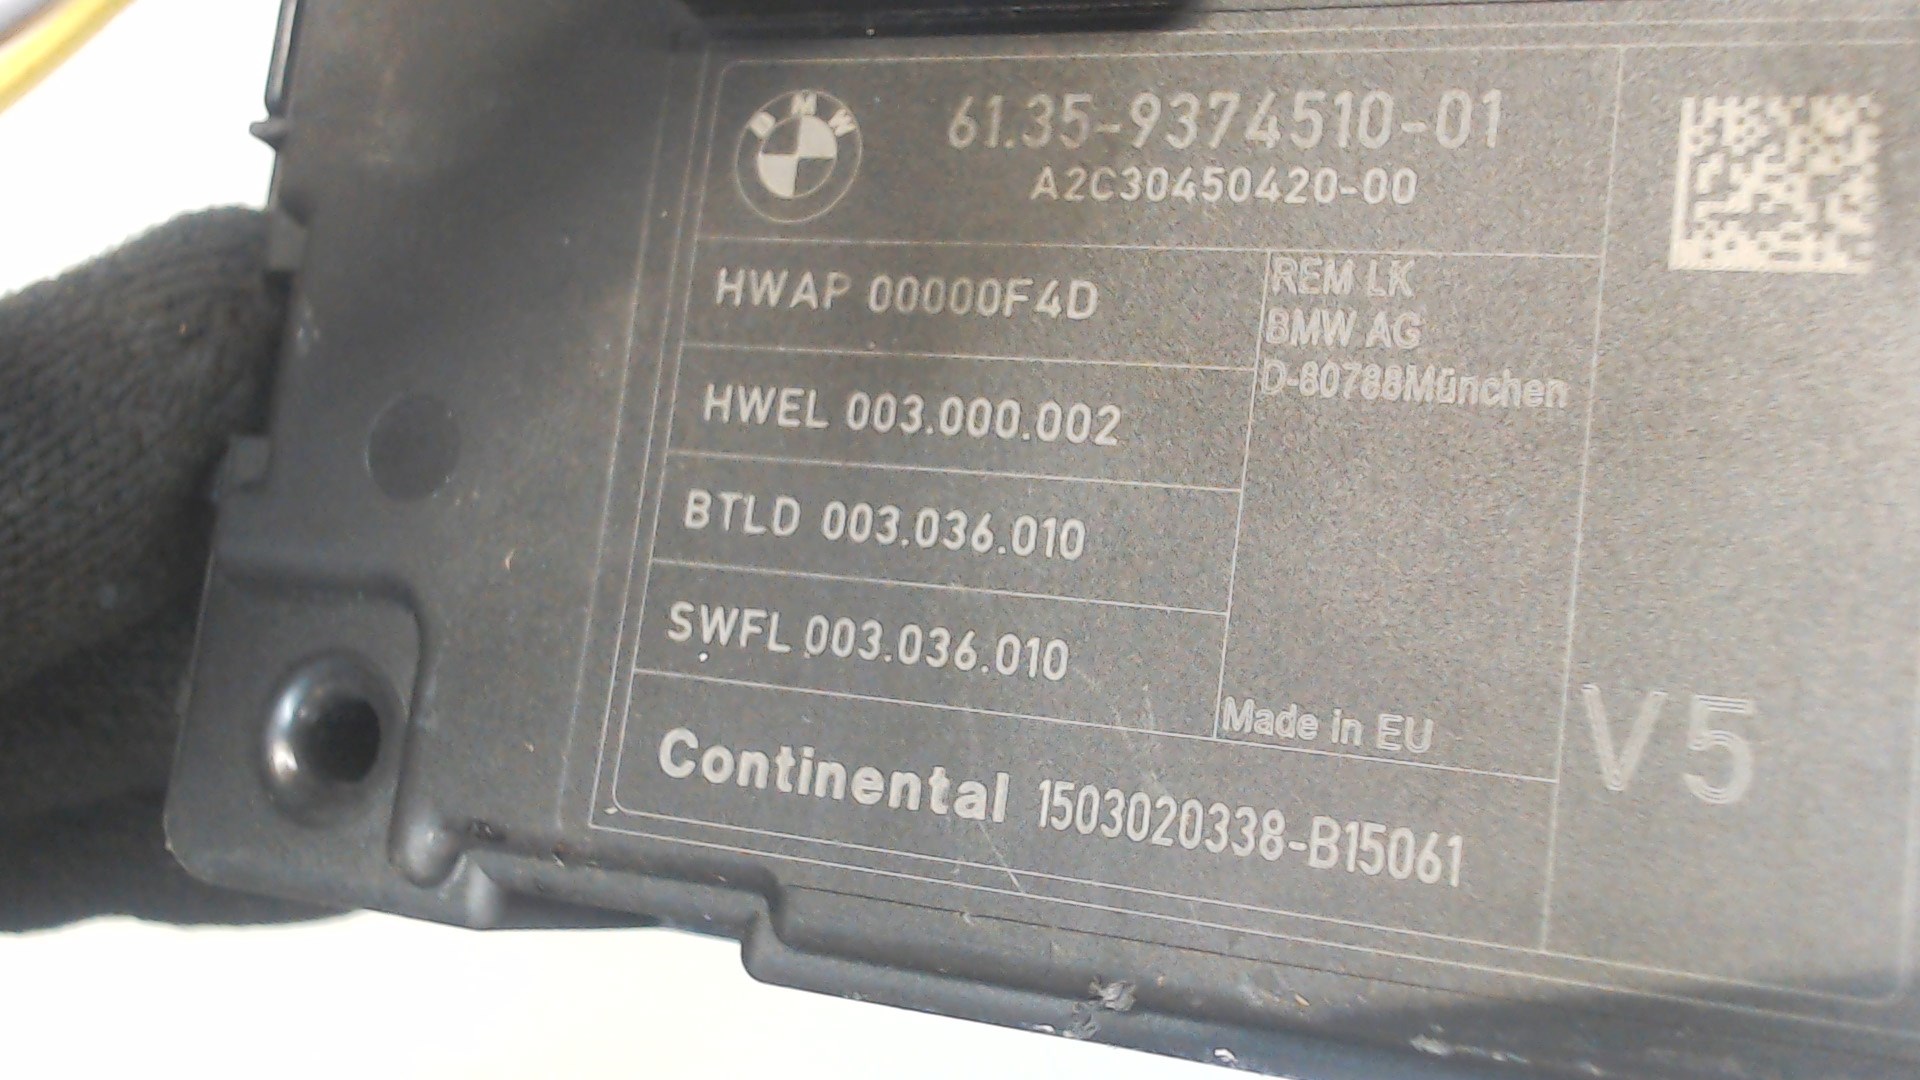 BMW
61.35-9374510-01
A2C30450420-00
HWAP 00000F4D
REM LK
BMW AG
D-80788München
HWEL 003.000.002
BTLD 003.036.010
SWFL 003.036.010
Made in EU
Continental 1503020338-B15061
V5